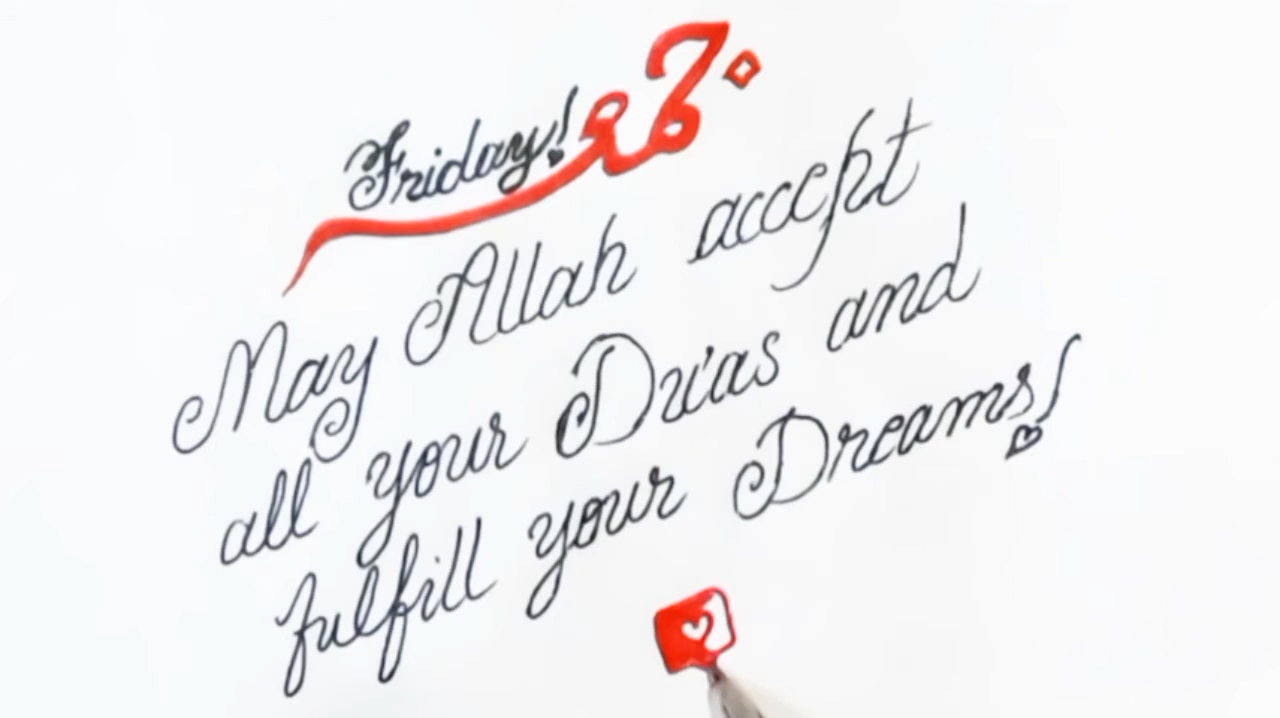 Friday!
May Allah accept
all your Du'as and
fulfill your Dreams!